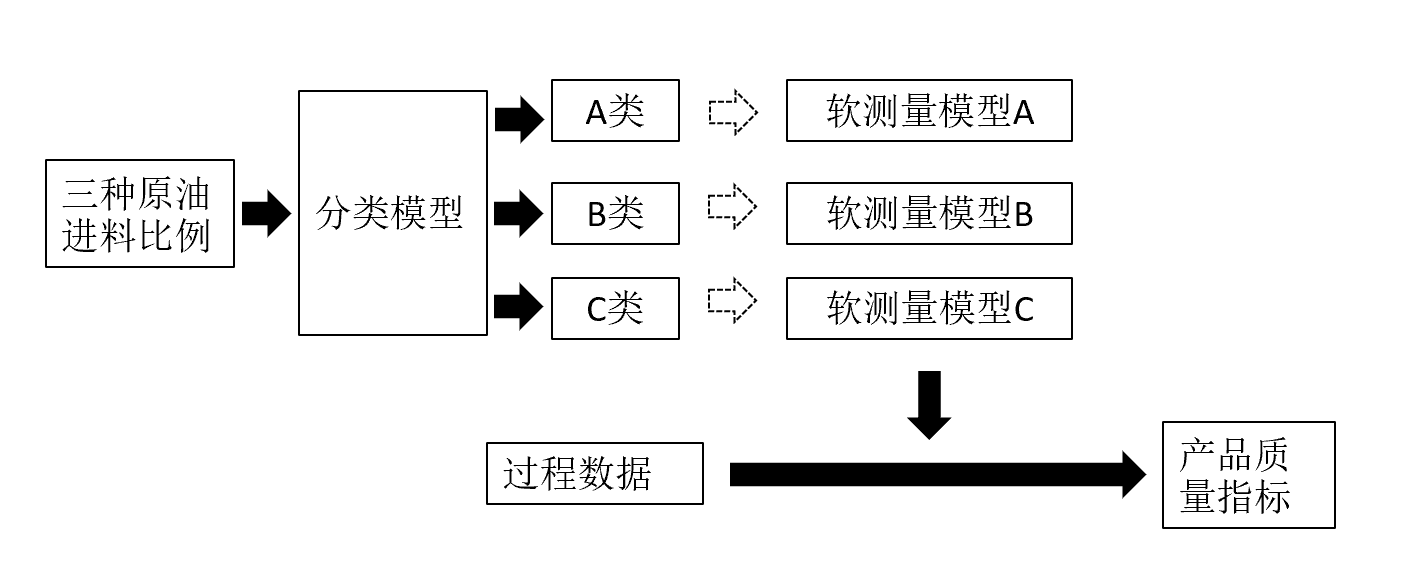 三种原油
进料比例
分类模型
A类
软测量模型A
B类
软测量模型B
C类
软测量模型C
过程数据
产品质
量指标